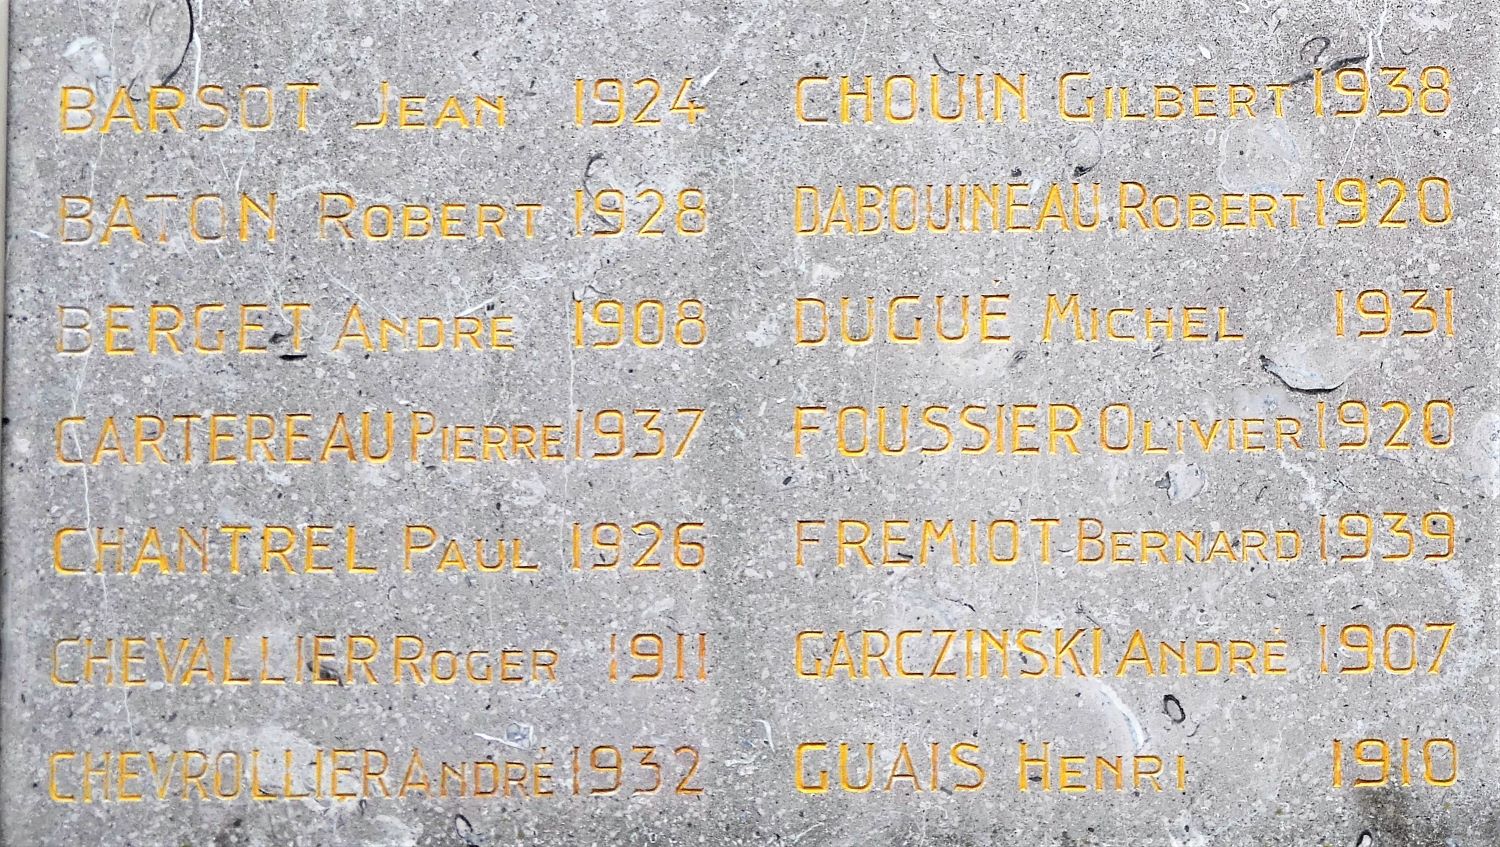 BARSOT JEAN 1924
BATON ROBERT 1928
BERGET ANDRÉ 1908
CARTEREAU PIERRE 1937
CHANTREL PAUL 1926
CHEVALLIER ROGER 1911
CHEVROLLIER ANDRÉ 1932
CHOUIN GILBERT 1938
DABOUINEAU ROBERT 1920
DUGUÉ MICHEL 1931
FOUSSIER OLIVIER 1920
FREMIOT BERNARD 1939
GARCZINSKI ANDRÉ 1907
GUAIS HENRI 1910